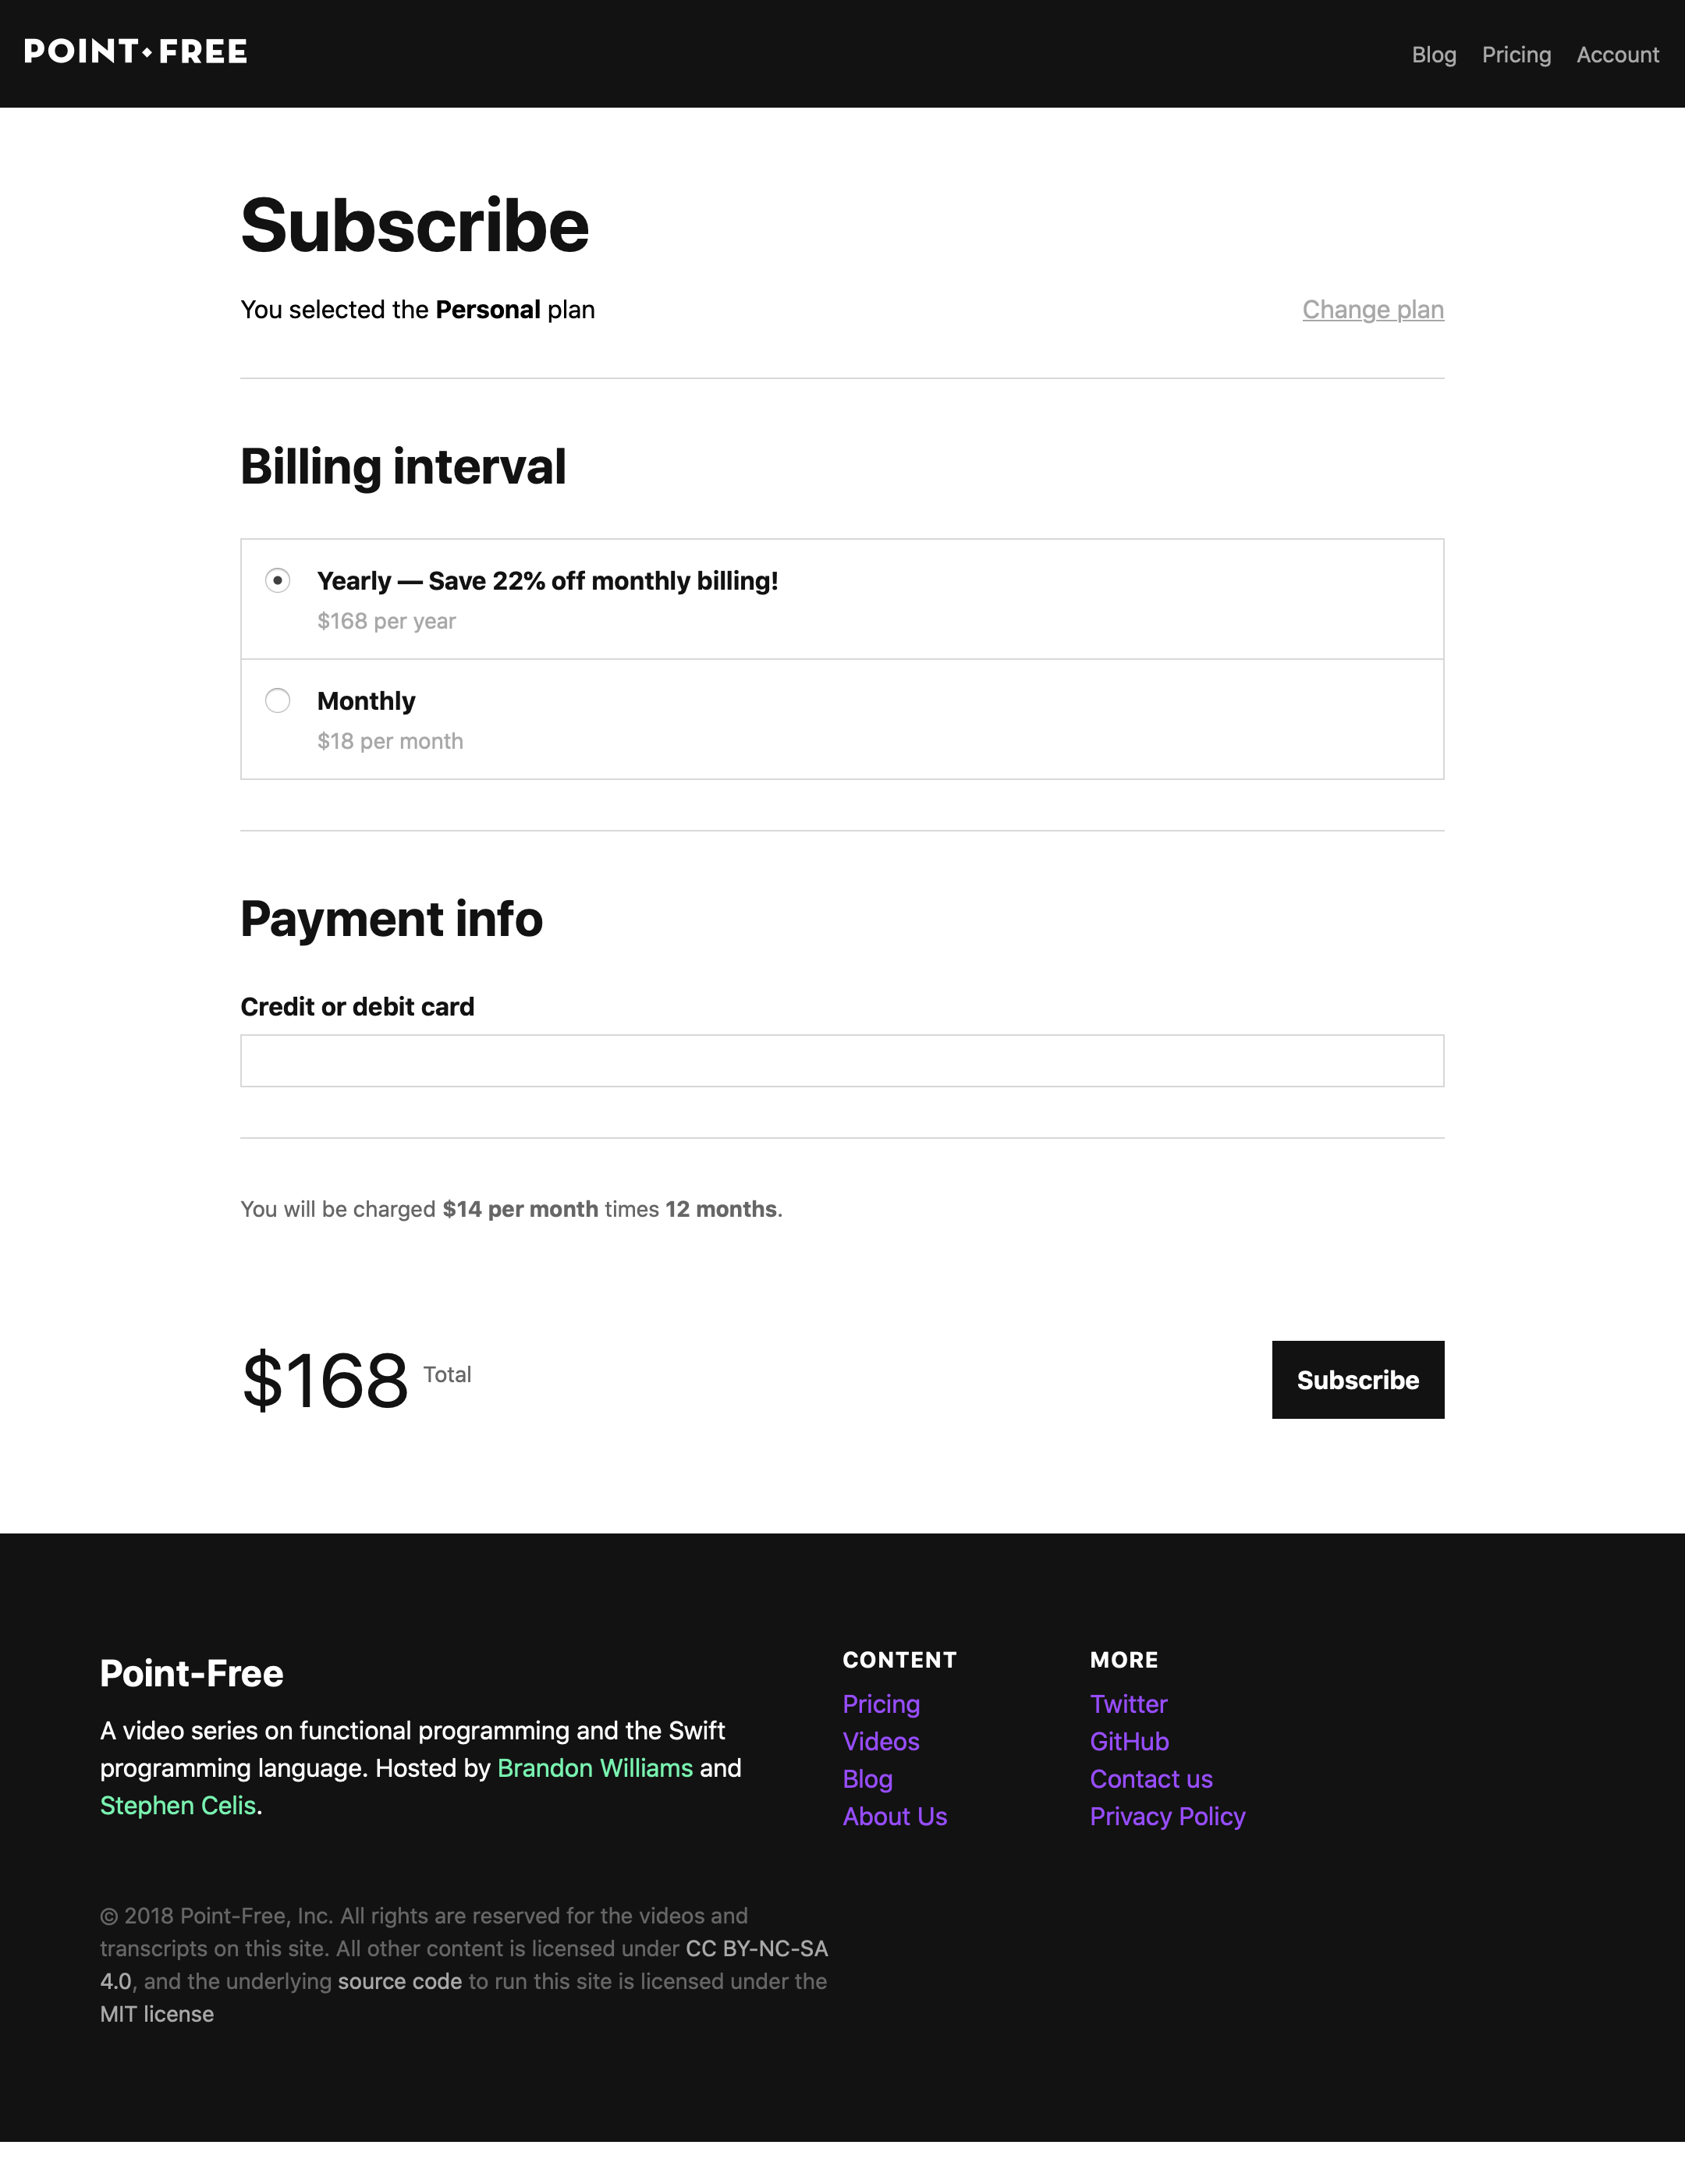 POINT⬥FREE
Blog Pricing Account
Subscribe
You selected the Personal plan
Change plan
Billing interval
Yearly — Save 22% off monthly billing!
$168 per year
Monthly
$18 per month
Payment info
Credit or debit card
You will be charged $14 per month times 12 months.
$168 Total
Subscribe
Point-Free
A video series on functional programming and the Swift
programming language. Hosted by Brandon Williams and
Stephen Celis.
CONTENT
Pricing
Videos
Blog
About Us
MORE
Twitter
GitHub
Contact us
Privacy Policy
© 2018 Point-Free, Inc. All rights are reserved for the videos and
transcripts on this site. All other content is licensed under CC BY-NC-SA
4.0, and the underlying source code to run this site is licensed under the
MIT license